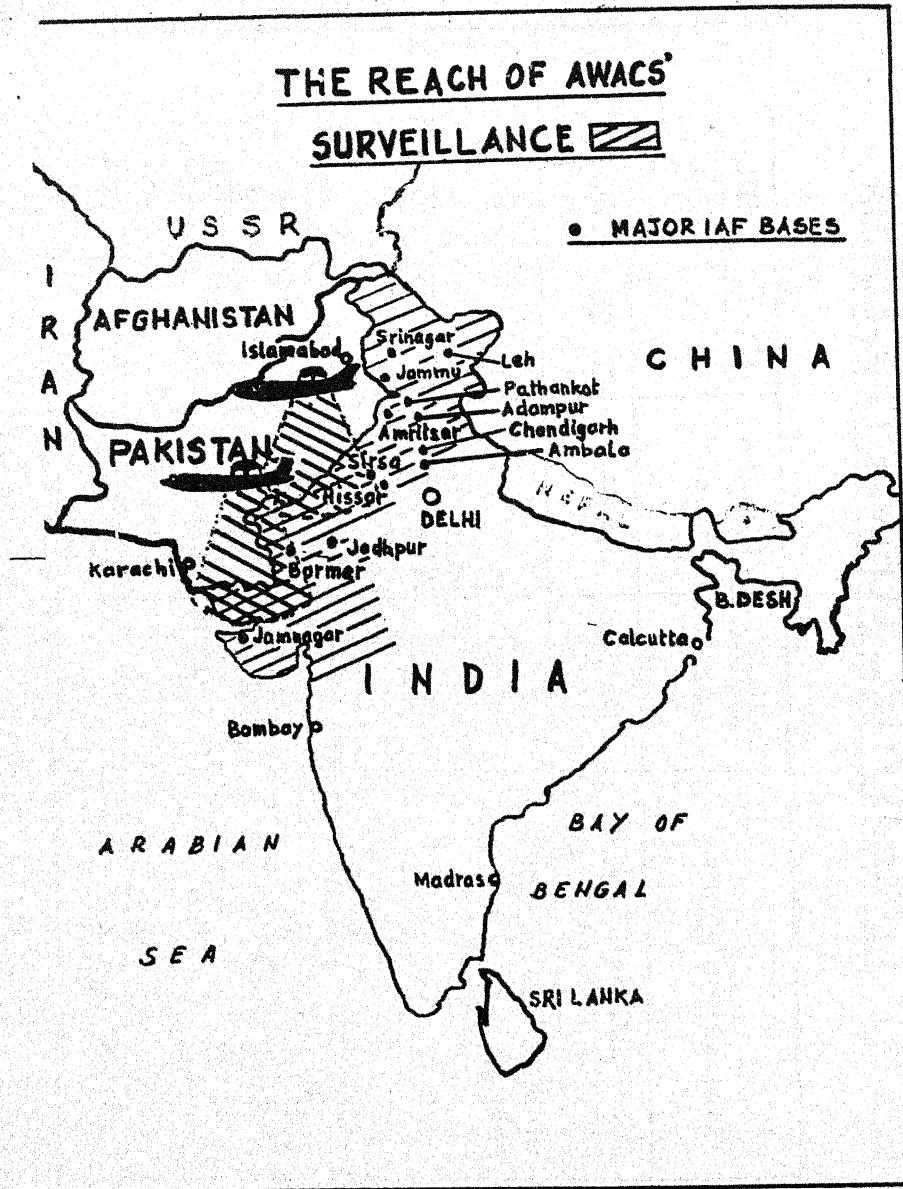 THE REACH OF AWACS'
SURVEILLANCE
USSR
• MAJOR IAF BASES
IRAN
AFGHANISTAN
Islamabad
Srinagar
Leh
CHINA
Jammu
Pathankot
Adampur
Amritsar
Chandigarh
Ambala
PAKISTAN
Sirsa
Hissar
DELHI
NEPAL
Jodhpur
Karachi
Barmer
B.DESH
Jamnagar
Calcutta
INDIA
Bombay
ARABIAN
SEA
BAY OF
BENGAL
Madras
SRI LANKA